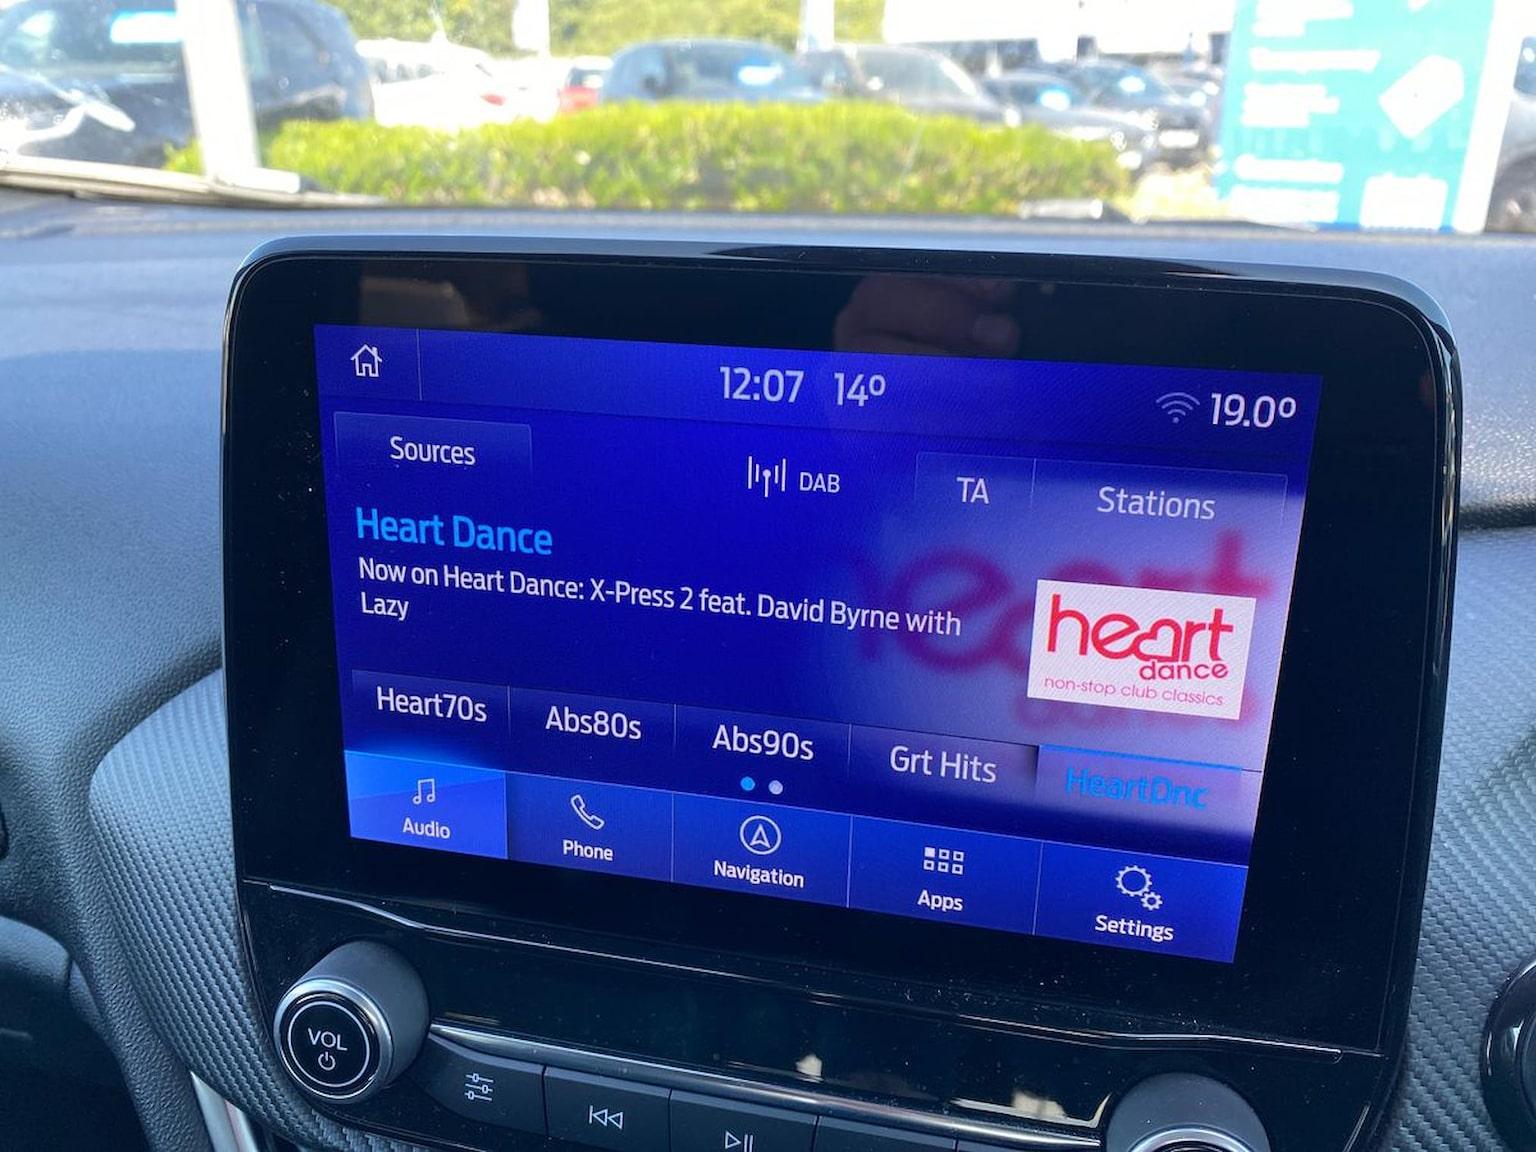 12:07 14º 19.0º
Sources
DAB
TA
Stations
Heart Dance
Now on Heart Dance: X-Press 2 feat. David Byrne with
Lazy
heart
dance
non-stop club classics
Heart70s
Abs80s
Abs90s
Grt Hits
HeartDnc
Audio
Phone
Navigation
Apps
Settings
VOL